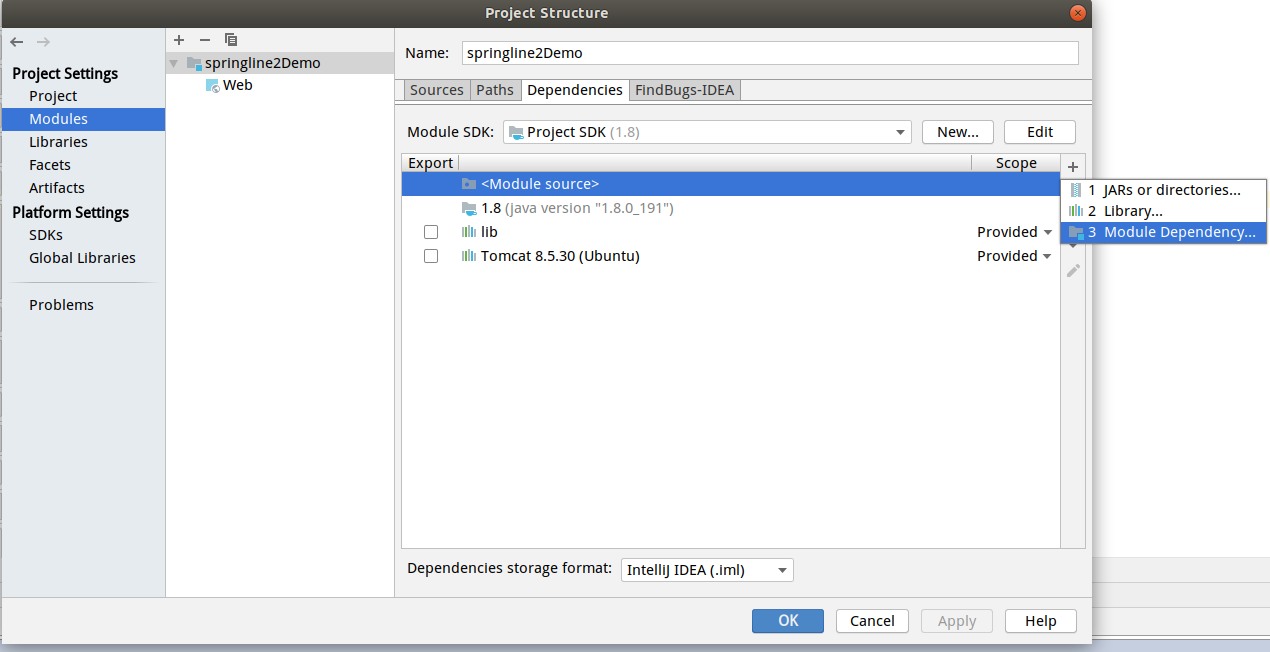 Project Structure
Project Settings
Project
Modules
Libraries
Facets
Artifacts
Platform Settings
SDKs
Global Libraries
Problems
springline2Demo
Web
Name: springline2Demo
Sources Paths Dependencies FindBugs-IDEA
Module SDK: Project SDK (1.8) New... Edit
Export Scope
<Module source>
1.8 (java version "1.8.0_191")
lib Provided
Tomcat 8.5.30 (Ubuntu) Provided
1 JARs or directories...
2 Library...
3 Module Dependency...
Dependencies storage format: IntelliJ IDEA (.iml)
OK Cancel Apply Help